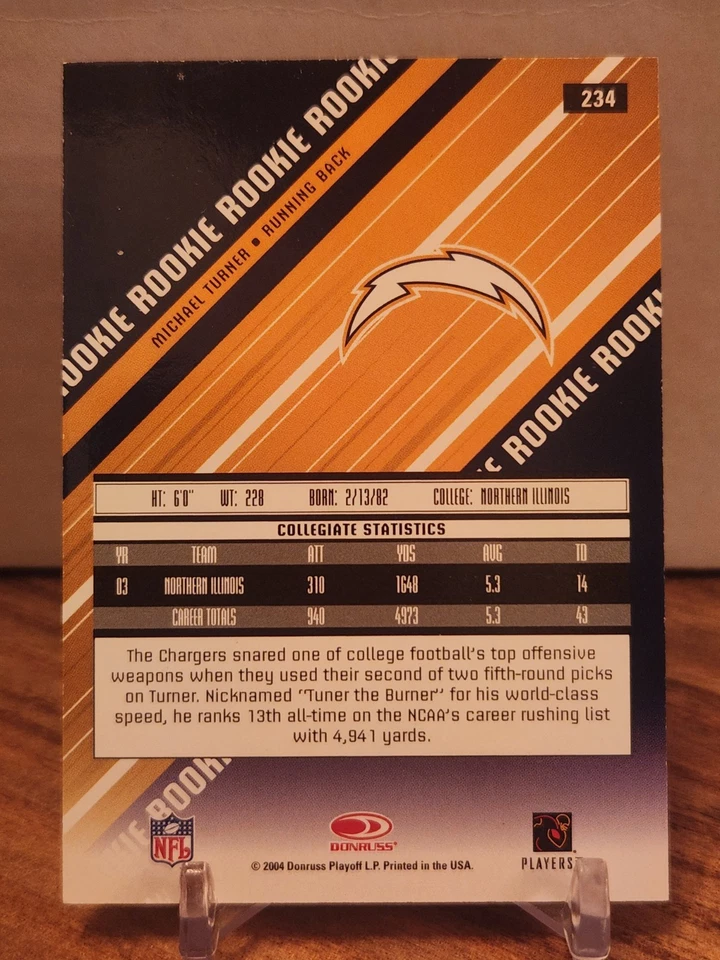 234
ROOKIE ROOKIE ROOKIE ROOKIE
MICHAEL TURNER • RUNNING BACK
ROOKIE ROOKIE
HT: 6'0" WT: 228 BORN: 2/13/82 COLLEGE: NORTHERN ILLINOIS
COLLEGIATE STATISTICS
YR TEAM ATT YDS AVG TD
03 NORTHERN ILLINOIS 310 1648 5.3 14
CAREER TOTALS 940 4973 5.3 43
The Chargers snared one of college football's top offensive
weapons when they used their second of two fifth-round picks
on Turner. Nicknamed "Tuner the Burner" for his world-class
speed, he ranks 13th all-time on the NCAA's career rushing list
with 4,941 yards.
KIE ROOKI
NFL
DONRUSS
PLAYERS
© 2004 Donruss Playoff L.P. Printed in the USA.